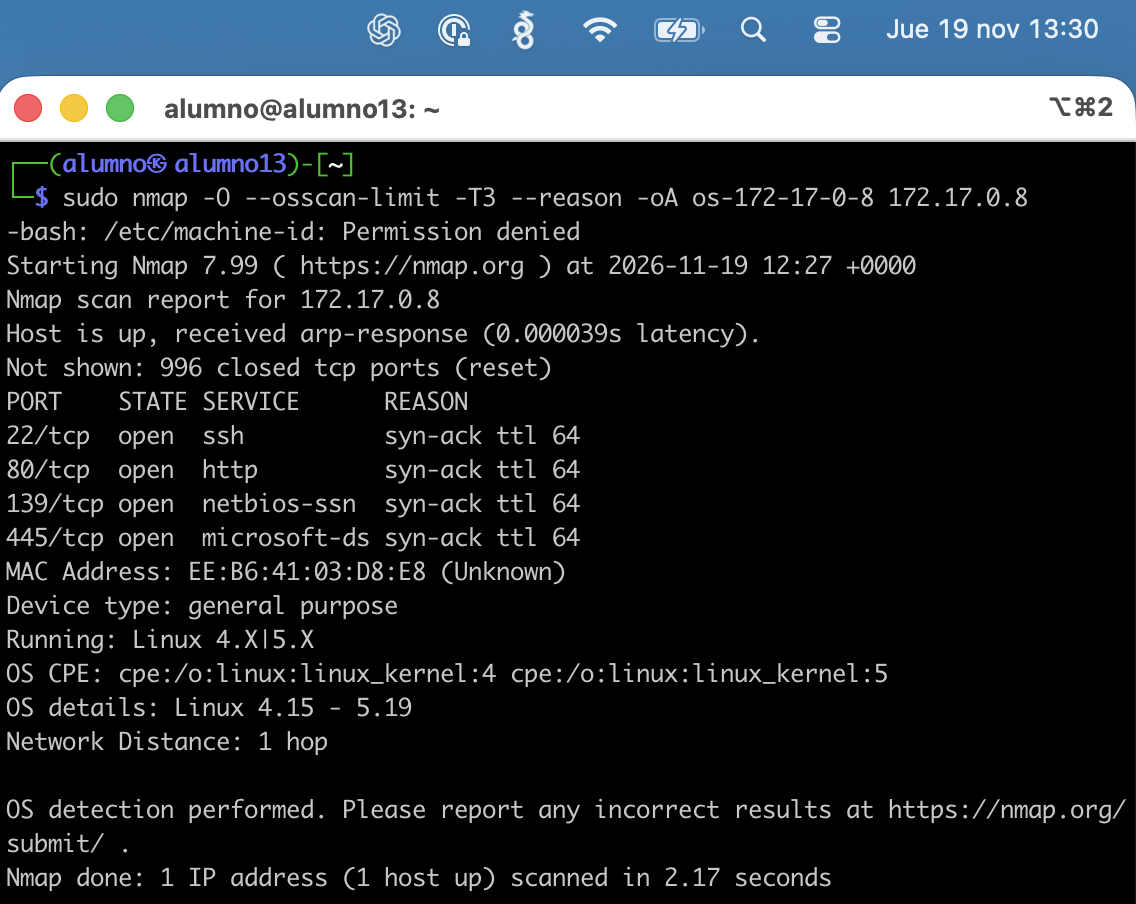 Jue 19 nov 13:30
alumno@alumno13: ~ ⌥⌘2
┌──(alumno㉿alumno13)-[~]
└─$ sudo nmap -O --osscan-limit -T3 --reason -oA os-172-17-0-8 172.17.0.8
-bash: /etc/machine-id: Permission denied
Starting Nmap 7.99 ( https://nmap.org ) at 2026-11-19 12:27 +0000
Nmap scan report for 172.17.0.8
Host is up, received arp-response (0.000039s latency).
Not shown: 996 closed tcp ports (reset)
PORT    STATE SERVICE      REASON
22/tcp  open  ssh          syn-ack ttl 64
80/tcp  open  http         syn-ack ttl 64
139/tcp open  netbios-ssn  syn-ack ttl 64
445/tcp open  microsoft-ds syn-ack ttl 64
MAC Address: EE:B6:41:03:D8:E8 (Unknown)
Device type: general purpose
Running: Linux 4.X|5.X
OS CPE: cpe:/o:linux:linux_kernel:4 cpe:/o:linux:linux_kernel:5
OS details: Linux 4.15 - 5.19
Network Distance: 1 hop
OS detection performed. Please report any incorrect results at https://nmap.org/
submit/ .
Nmap done: 1 IP address (1 host up) scanned in 2.17 seconds